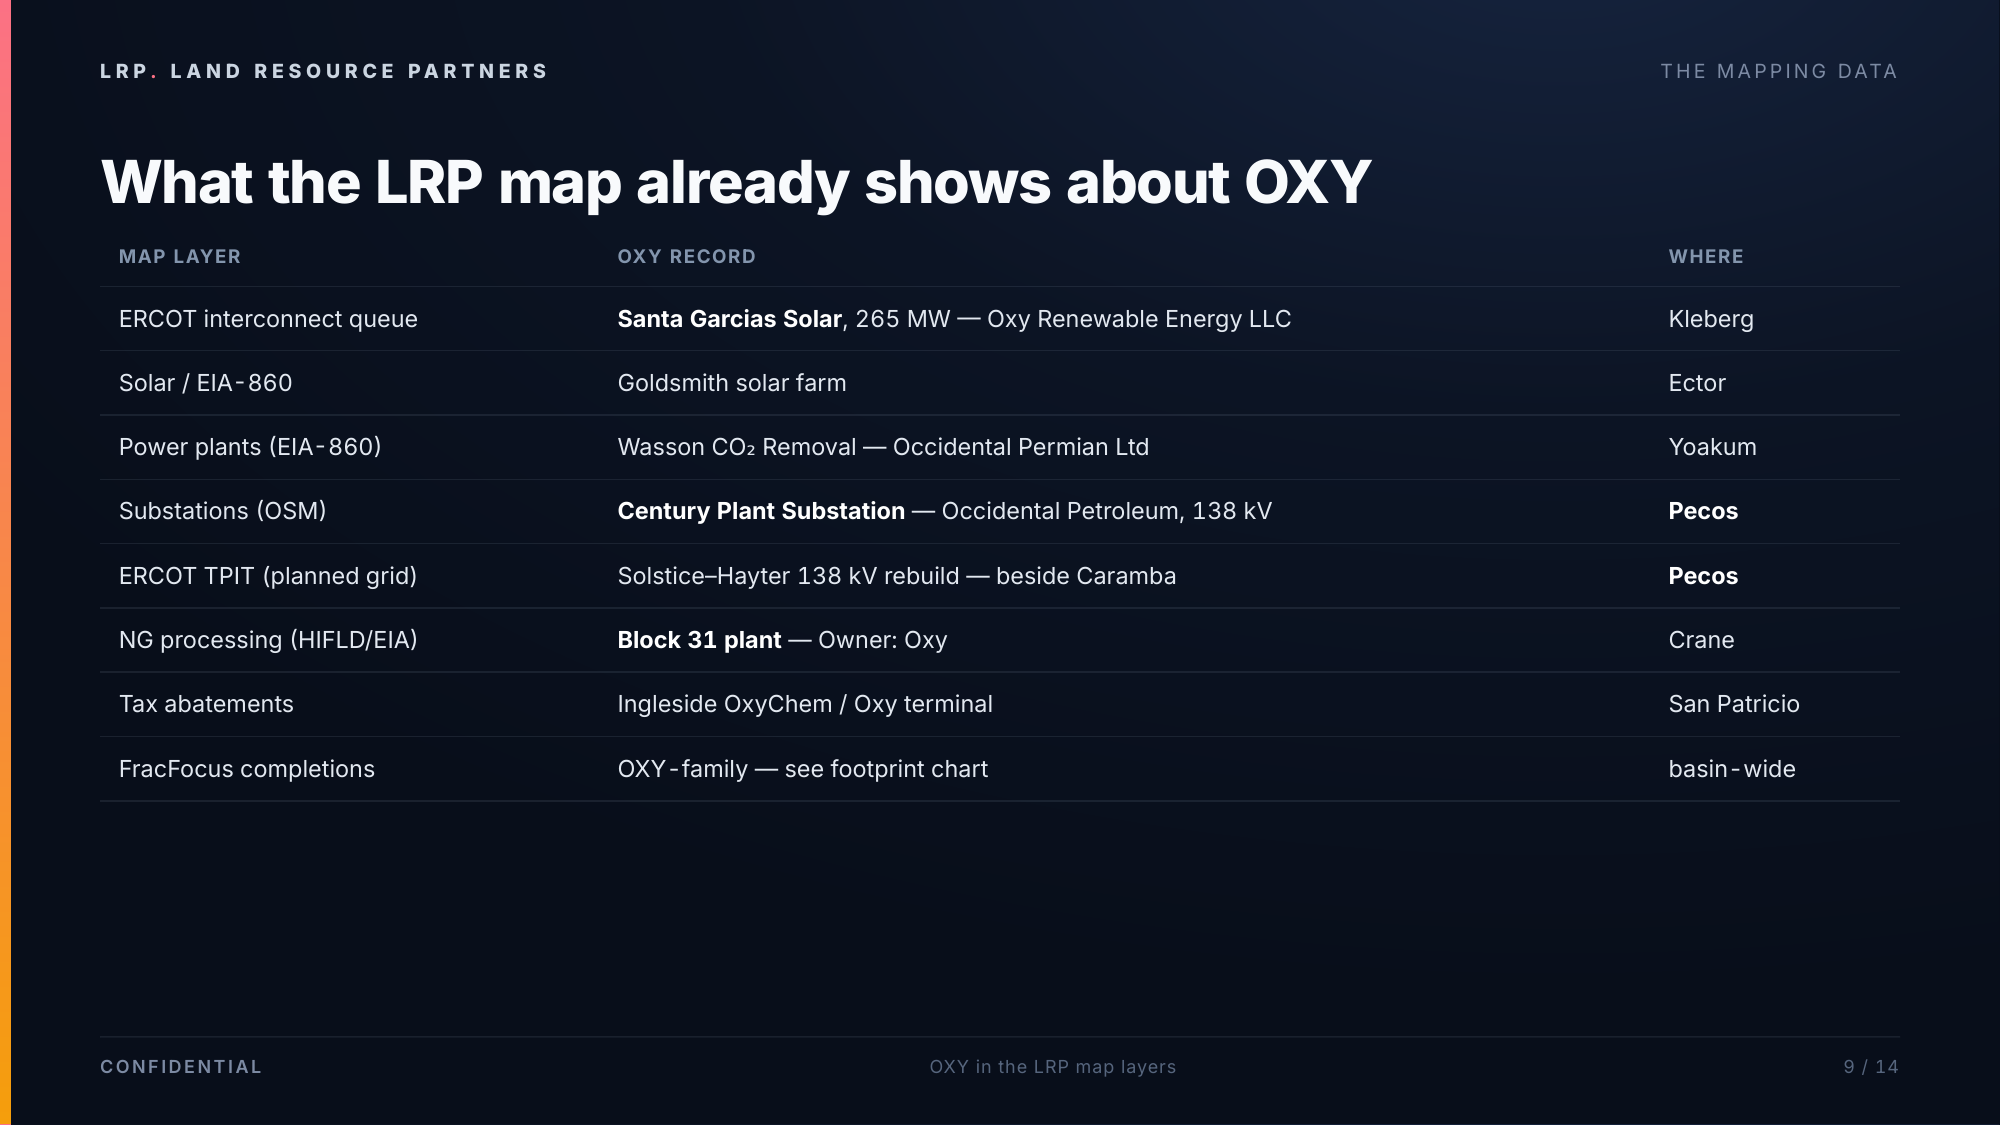 LRP. LAND RESOURCE PARTNERS
THE MAPPING DATA
What the LRP map already shows about OXY
MAP LAYER OXY RECORD WHERE
ERCOT interconnect queue Santa Garcias Solar, 265 MW — Oxy Renewable Energy LLC Kleberg
Solar / EIA-860 Goldsmith solar farm Ector
Power plants (EIA-860) Wasson CO₂ Removal — Occidental Permian Ltd Yoakum
Substations (OSM) Century Plant Substation — Occidental Petroleum, 138 kV Pecos
ERCOT TPIT (planned grid) Solstice–Hayter 138 kV rebuild — beside Caramba Pecos
NG processing (HIFLD/EIA) Block 31 plant — Owner: Oxy Crane
Tax abatements Ingleside OxyChem / Oxy terminal San Patricio
FracFocus completions OXY-family — see footprint chart basin-wide
CONFIDENTIAL OXY in the LRP map layers 9 / 14